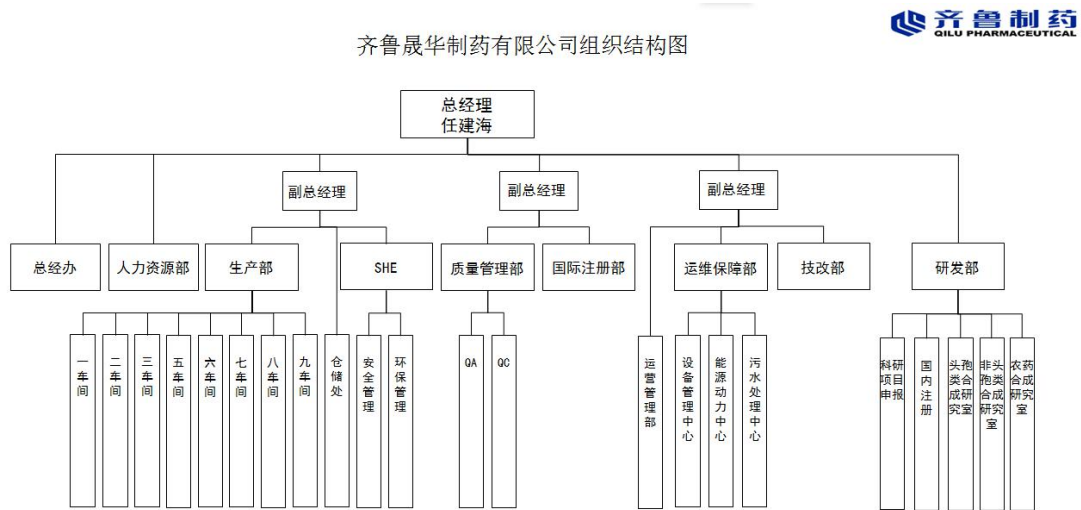 齐鲁制药
QILU PHARMACEUTICAL
齐鲁晟华制药有限公司组织结构图
总经理
任建海
副总经理
副总经理
副总经理
总经办
人力资源部
生产部
SHE
质量管理部
国际注册部
运维保障部
技改部
研发部
一车间
二车间
三车间
五车间
六车间
七车间
八车间
九车间
仓储处
安全管理
环保管理
QA
QC
运营管理部
设备管理中心
能源动力中心
污水处理中心
科研项目申报
国内注册
头孢类合成研究室
非头孢类合成研究室
农药合成研究室